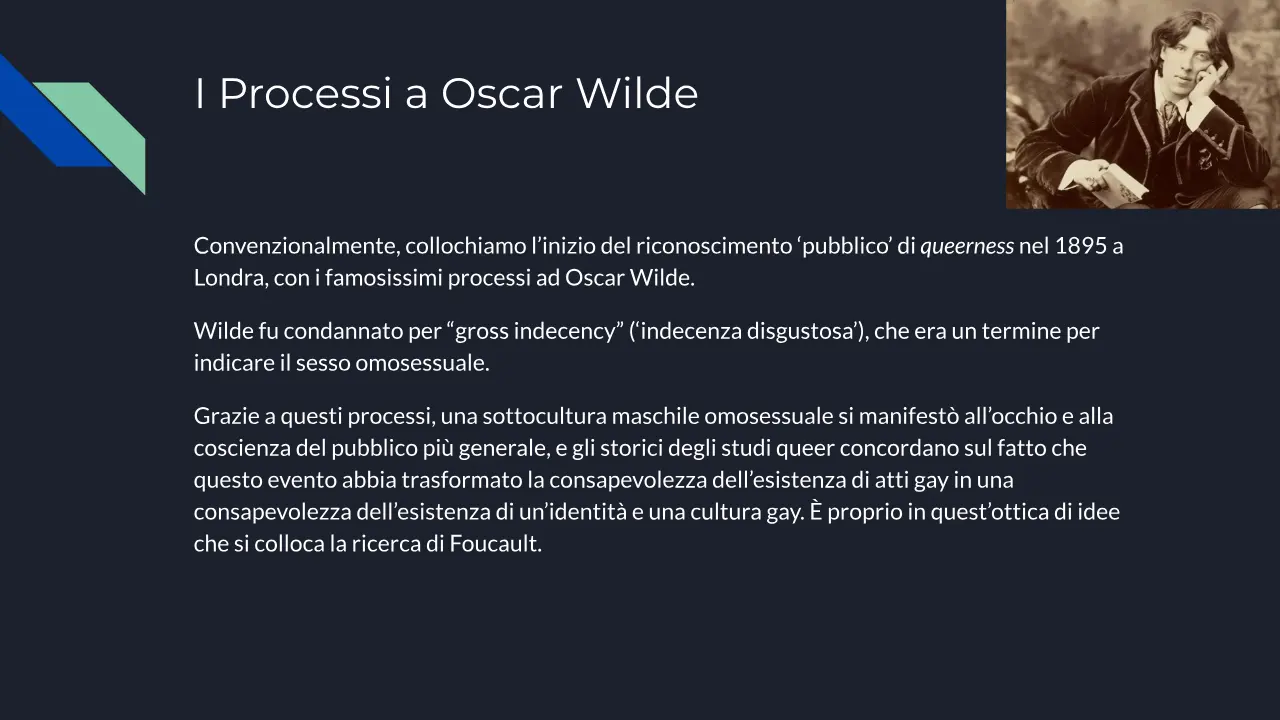 I Processi a Oscar Wilde
Convenzionalmente, collochiamo l’inizio del riconoscimento ‘pubblico’ di queerness nel 1895 a
Londra, con i famosissimi processi ad Oscar Wilde.
Wilde fu condannato per “gross indecency” (‘indecenza disgustosa’), che era un termine per
indicare il sesso omosessuale.
Grazie a questi processi, una sottocultura maschile omosessuale si manifestò all’occhio e alla
coscienza del pubblico più generale, e gli storici degli studi queer concordano sul fatto che
questo evento abbia trasformato la consapevolezza dell’esistenza di atti gay in una
consapevolezza dell’esistenza di un’identità e una cultura gay. È proprio in quest’ottica di idee
che si colloca la ricerca di Foucault.